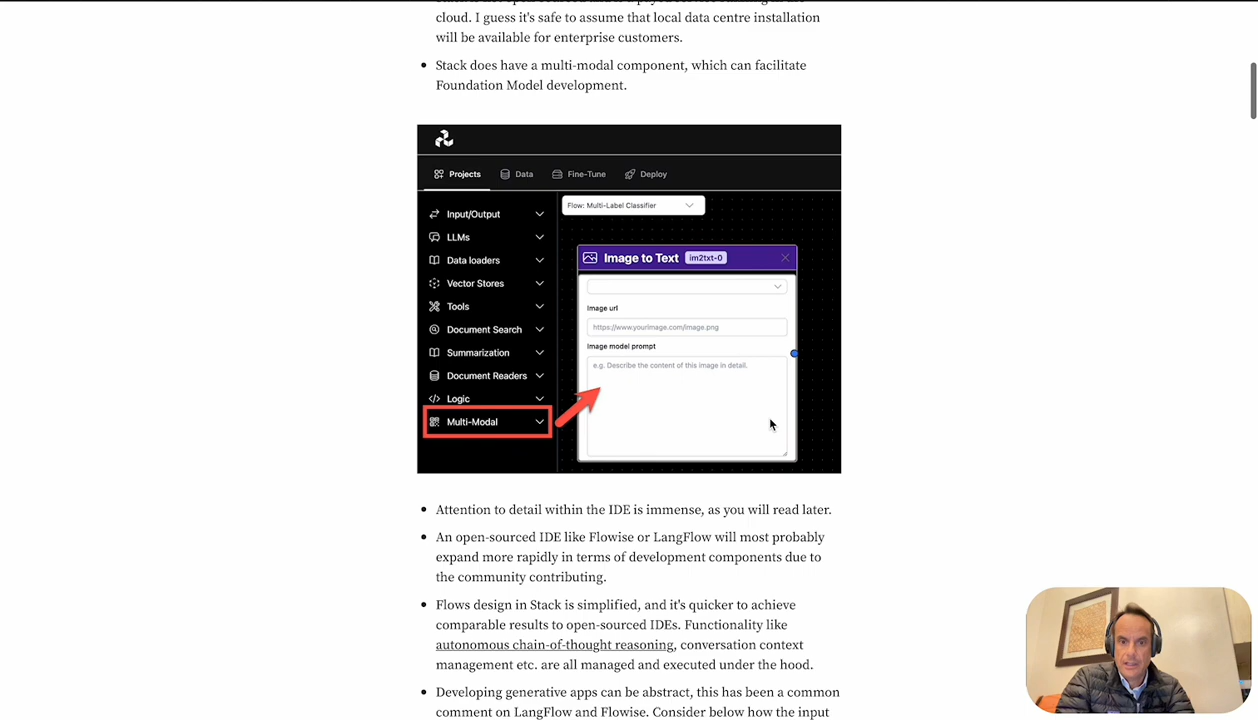 cloud. I guess it's safe to assume that local data centre installation
will be available for enterprise customers.
Stack does have a multi-modal component, which can facilitate
Foundation Model development.
Projects
Data
Fine-Tune
Deploy
Input/Output
LLMs
Data loaders
Vector Stores
Tools
Document Search
Summarization
Document Readers
Logic
Multi-Modal
Flow: Multi-Label Classifier
Image to Text im2txt-0
Image url
https://www.yourimage.com/image.png
Image model prompt
e.g. Describe the content of this image in detail.
Attention to detail within the IDE is immense, as you will read later.
An open-sourced IDE like Flowise or LangFlow will most probably
expand more rapidly in terms of development components due to
the community contributing.
Flows design in Stack is simplified, and it's quicker to achieve
comparable results to open-sourced IDEs. Functionality like
autonomous chain-of-thought reasoning, conversation context
management etc. are all managed and executed under the hood.
Developing generative apps can be abstract, this has been a common
comment on LangFlow and Flowise. Consider below how the input